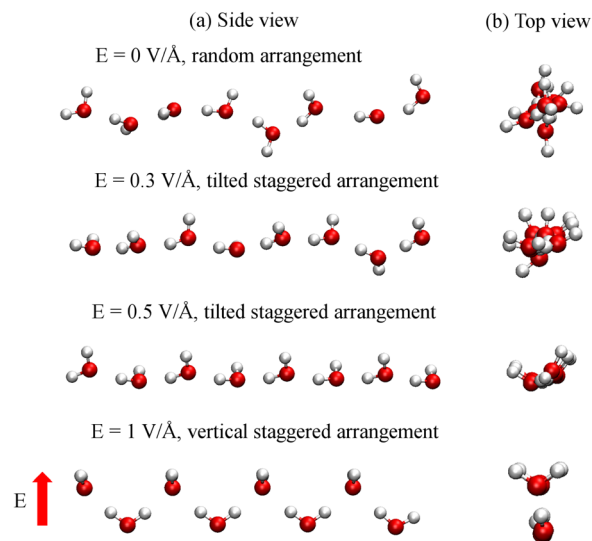 (a) Side view
(b) Top view
E = 0 V/Å, random arrangement
E = 0.3 V/Å, tilted staggered arrangement
E = 0.5 V/Å, tilted staggered arrangement
E = 1 V/Å, vertical staggered arrangement
E